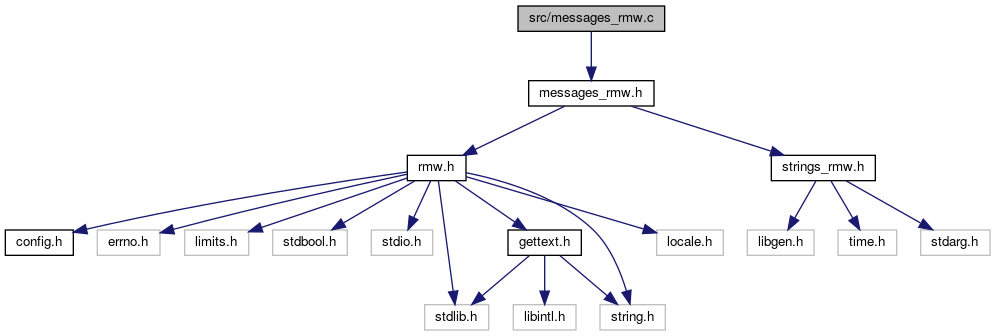 src/messages_rmw.c
messages_rmw.h
rmw.h
strings_rmw.h
config.h
errno.h
limits.h
stdbool.h
stdio.h
gettext.h
locale.h
libgen.h
time.h
stdarg.h
stdlib.h
libintl.h
string.h